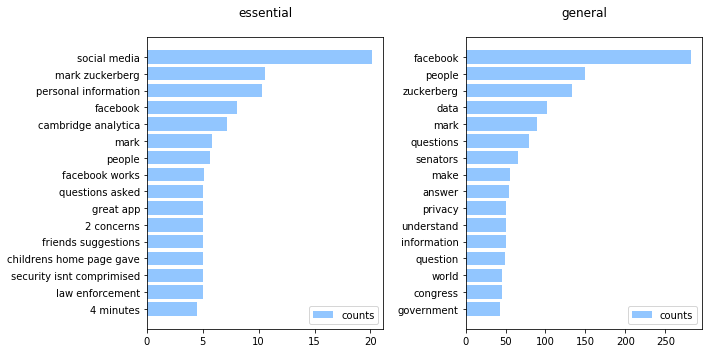 essential
social media
mark zuckerberg
personal information
facebook
cambridge analytica
mark
people
facebook works
questions asked
great app
2 concerns
friends suggestions
childrens home page gave
security isnt comprimised
law enforcement
4 minutes
counts
0 5 10 15 20
general
facebook
people
zuckerberg
data
mark
questions
senators
make
answer
privacy
understand
information
question
world
congress
government
counts
0 50 100 150 200 250